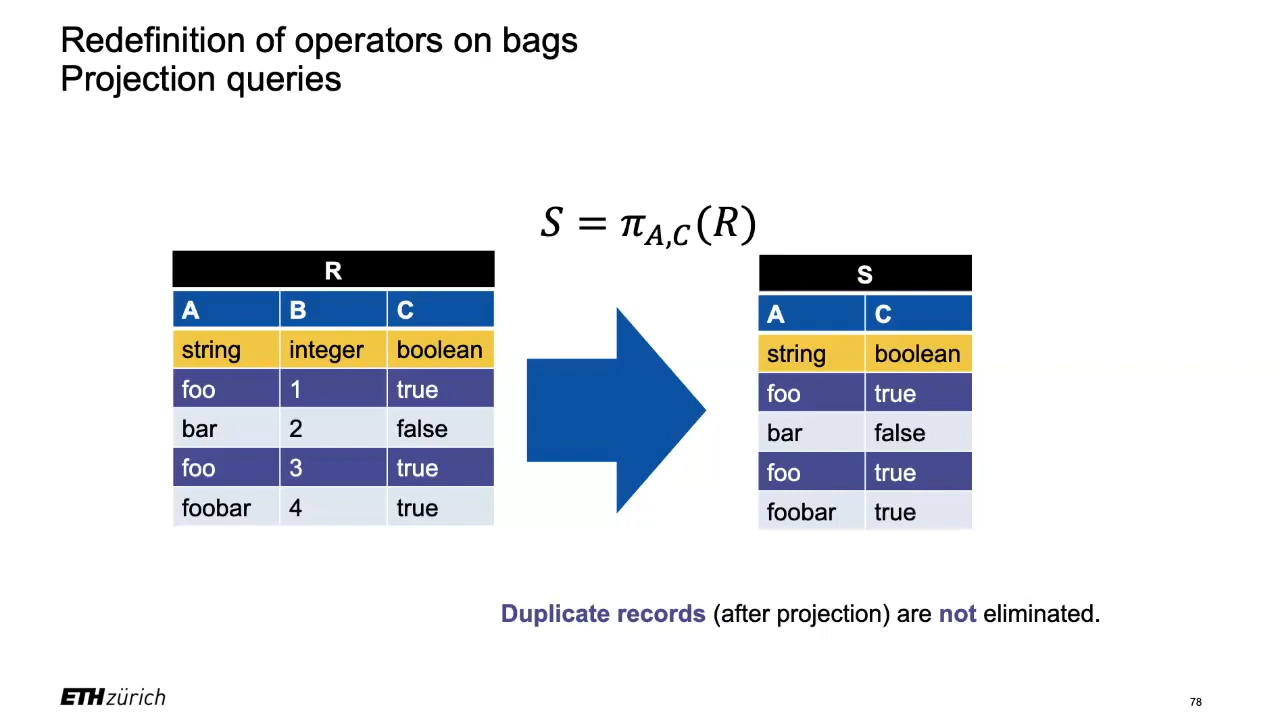 Redefinition of operators on bags
Projection queries
S = π_{A,C}(R)
R
A B C
string integer boolean
foo 1 true
bar 2 false
foo 3 true
foobar 4 true
S
A C
string boolean
foo true
bar false
foo true
foobar true
Duplicate records (after projection) are not eliminated.
ETH zürich
78